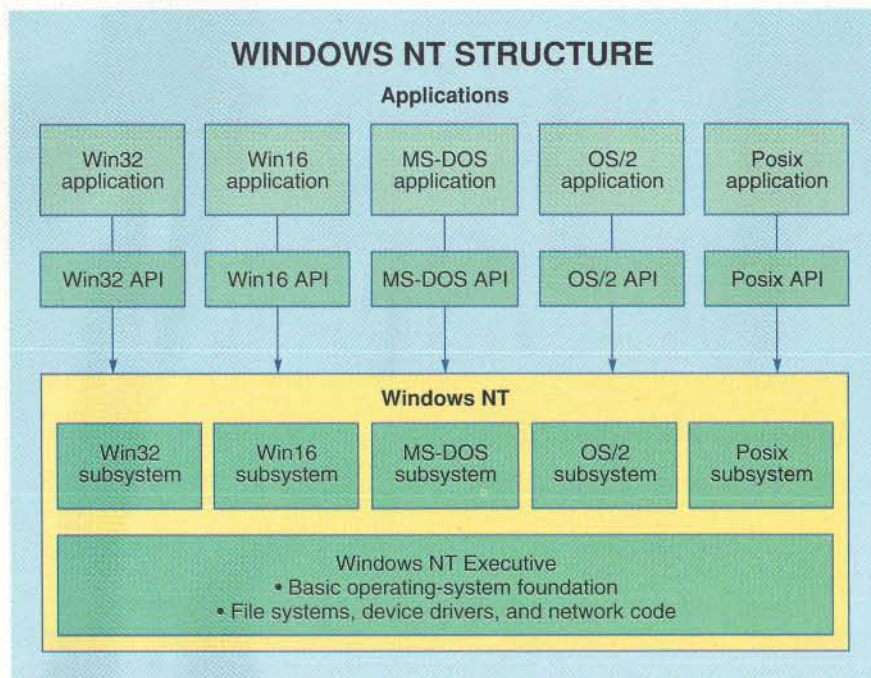 WINDOWS NT STRUCTURE
Applications
Win32
application
Win16
application
MS-DOS
application
OS/2
application
Posix
application
Win32 API
Win16 API
MS-DOS API
OS/2 API
Posix API
Windows NT
Win32
subsystem
Win16
subsystem
MS-DOS
subsystem
OS/2
subsystem
Posix
subsystem
Windows NT Executive
• Basic operating-system foundation
• File systems, device drivers, and network code